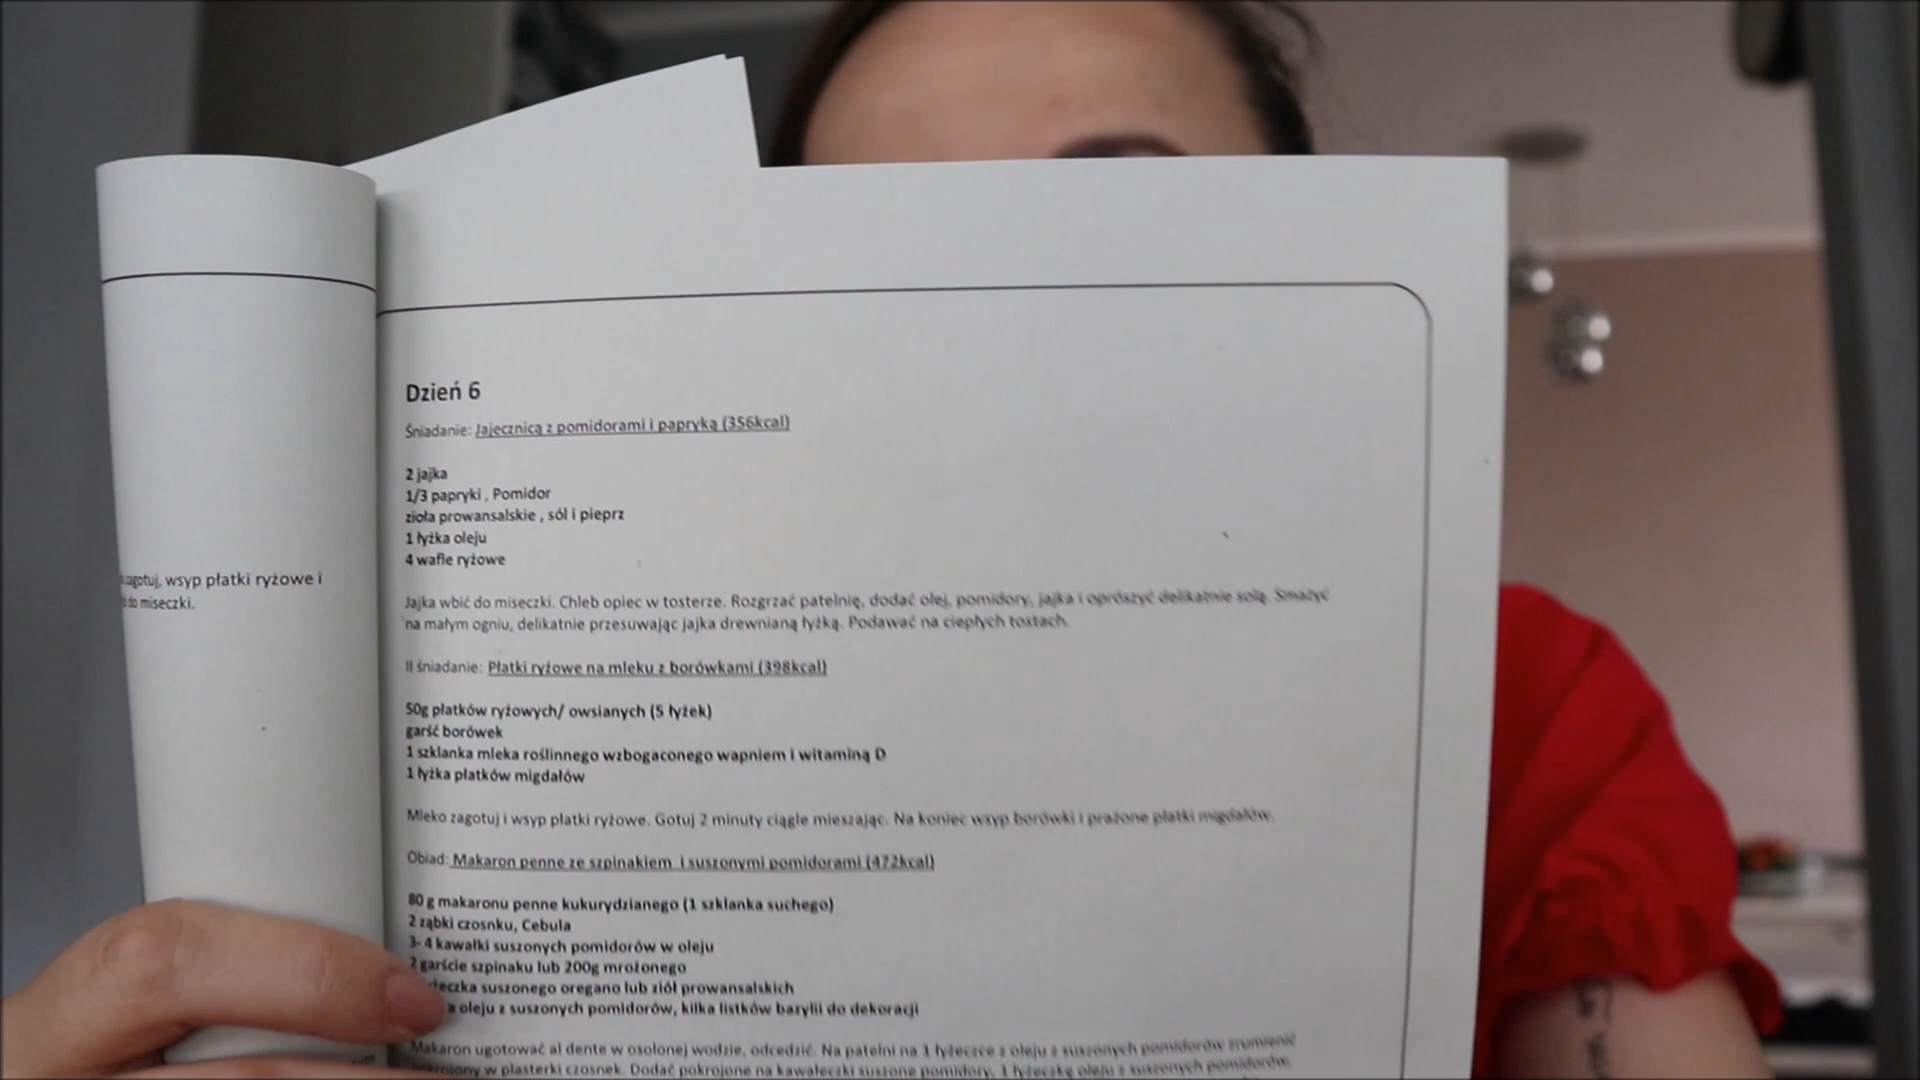 zagotuj, wsyp płatki ryżowe i
do miseczki.
Dzień 6
Śniadanie: Jajecznica z pomidorami i papryką (356kcal)
2 jajka
1/3 papryki , Pomidor
zioła prowansalskie , sól i pieprz
1 łyżka oleju
4 wafle ryżowe
Jajka wbić do miseczki. Chleb opiec w tosterze. Rozgrzać patelnię, dodać olej, pomidory, jajka i oprószyć delikatnie solą. Smażyć
na małym ogniu, delikatnie przesuwając jajka drewnianą łyżką. Podawać na ciepłych tostach.
II śniadanie: Płatki ryżowe na mleku z borówkami (398kcal)
50g płatków ryżowych/ owsianych (5 łyżek)
garść borówek
1 szklanka mleka roślinnego wzbogaconego wapniem i witaminą D
1 łyżka płatków migdałów
Mleko zagotuj i wsyp płatki ryżowe. Gotuj 2 minuty ciągle mieszając. Na koniec wsyp borówki i prażone płatki migdałów.
Obiad: Makaron penne ze szpinakiem i suszonymi pomidorami (472kcal)
80 g makaronu penne kukurydzianego (1 szklanka suchego)
2 ząbki czosnku, Cebula
3- 4 kawałki suszonych pomidorów w oleju
2 garście szpinaku lub 200g mrożonego
suszonego oregano lub ziół prowansalskich
oleju z suszonych pomidorów, kilka listków bazylii do dekoracji
Makaron ugotować al dente w osolonej wodzie, odcedzić. Na patelni na 1 łyżeczce z oleju z suszonych pomidorów zrumienić
pokrojony w plasterki czosnek. Dodać pokrojone na kawałeczki suszone pomidory, 1 łyżeczkę oleju z suszonych pomidorów,